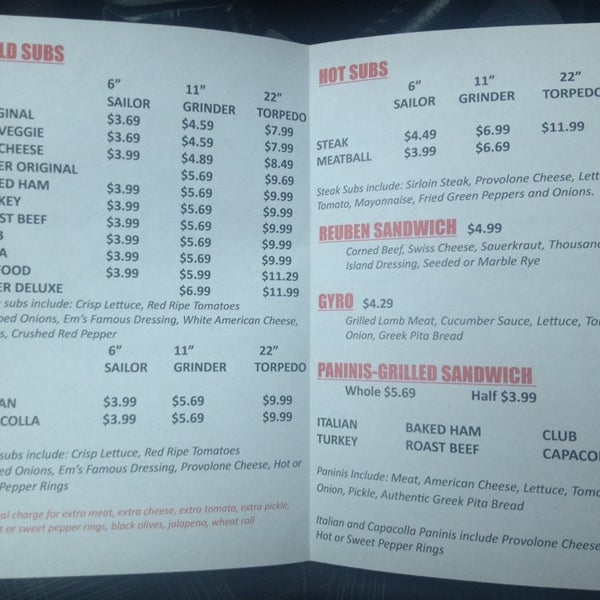 LD SUBS
6” 11” 22”
SAILOR GRINDER TORPEDO
GINAL $3.69 $4.59 $7.99
VEGGIE $3.69 $4.59 $7.99
CHEESE $3.99 $4.89 $8.49
ER ORIGINAL $5.69 $9.69
ED HAM $3.99 $5.69 $9.99
KEY $3.99 $5.69 $9.99
ST BEEF $3.99 $5.69 $9.99
B $3.99 $5.69 $9.99
A $3.99 $5.69 $9.99
FOOD $3.99 $5.99 $11.29
ER DELUXE $6.99 $11.99
subs include: Crisp Lettuce, Red Ripe Tomatoes
ped Onions, Em's Famous Dressing, White American Cheese,
s, Crushed Red Pepper
6” 11” 22”
SAILOR GRINDER TORPEDO
AN $3.99 $5.69 $9.99
COLLA $3.99 $5.69 $9.99
subs include: Crisp Lettuce, Red Ripe Tomatoes
ed Onions, Em's Famous Dressing, Provolone Cheese, Hot or
Pepper Rings
al charge for extra meat, extra cheese, extra tomato, extra pickle,
t or sweet pepper rings, black olives, jalapeno, wheat roll
HOT SUBS
6” 11” 22”
SAILOR GRINDER TORPEDO
STEAK $4.49 $6.99 $11.99
MEATBALL $3.99 $6.69
Steak Subs include: Sirloin Steak, Provolone Cheese, Lett
Tomato, Mayonnaise, Fried Green Peppers and Onions.
REUBEN SANDWICH $4.99
Corned Beef, Swiss Cheese, Sauerkraut, Thousan
Island Dressing, Seeded or Marble Rye
GYRO $4.29
Grilled Lamb Meat, Cucumber Sauce, Lettuce, To
Onion, Greek Pita Bread
PANINIS-GRILLED SANDWICH
Whole $5.69 Half $3.99
ITALIAN BAKED HAM CLUB
TURKEY ROAST BEEF CAPACO
Paninis Include: Meat, American Cheese, Lettuce, Toma
Onion, Pickle, Authentic Greek Pita Bread
Italian and Capacolla Paninis include Provolone Cheese
Hot or Sweet Pepper Rings